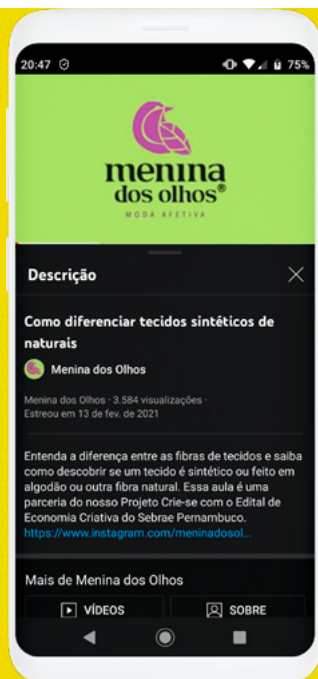 20:47
75%
menina
dos olhos®
MODA AFETIVA
Descrição
Como diferenciar tecidos sintéticos de
naturais
Menina dos Olhos
Menina dos Olhos · 3.584 visualizações ·
Estreou em 13 de fev. de 2021
Entenda a diferença entre as fibras de tecidos e saiba
como descobrir se um tecido é sintético ou feito em
algodão ou outra fibra natural. Essa aula é uma
parceria do nosso Projeto Crie-se com o Edital de
Economia Criativa do Sebrae Pernambuco.
https://www.instagram.com/meninadosol...
Mais de Menina dos Olhos
VÍDEOS
SOBRE